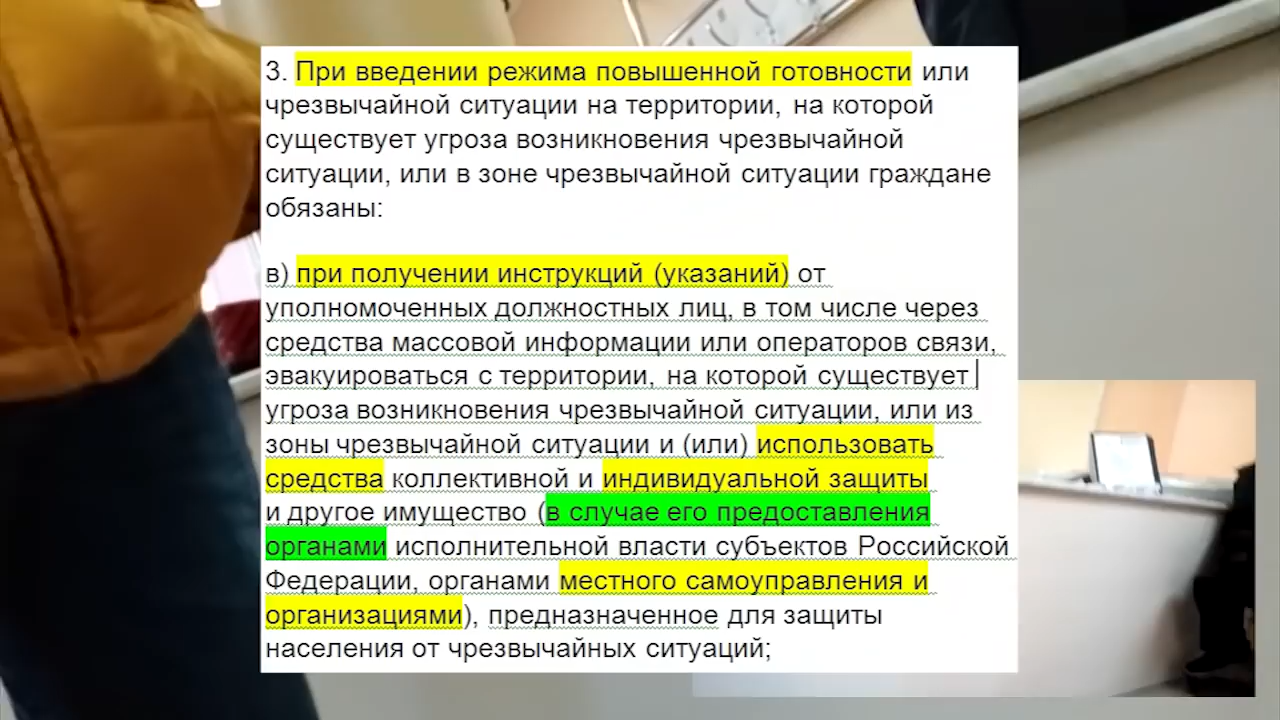 3. При введении режима повышенной готовности или
чрезвычайной ситуации на территории, на которой
существует угроза возникновения чрезвычайной
ситуации, или в зоне чрезвычайной ситуации граждане
обязаны:
в) при получении инструкций (указаний) от
уполномоченных должностных лиц, в том числе через
средства массовой информации или операторов связи,
эвакуироваться с территории, на которой существует
угроза возникновения чрезвычайной ситуации, или из
зоны чрезвычайной ситуации и (или) использовать
средства коллективной и индивидуальной защиты
и другое имущество (в случае его предоставления
органами исполнительной власти субъектов Российской
Федерации, органами местного самоуправления и
организациями), предназначенное для защиты
населения от чрезвычайных ситуаций;